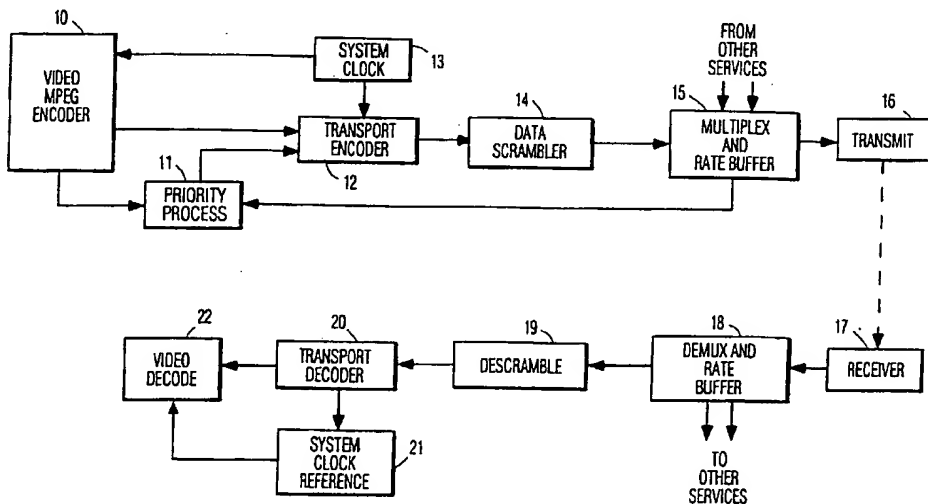 10
VIDEO
MPEG
ENCODER
SYSTEM
CLOCK
13
11
PRIORITY
PROCESS
TRANSPORT
ENCODER
12
14
DATA
SCRAMBLER
FROM
OTHER
SERVICES
15
MULTIPLEX
AND
RATE BUFFER
16
TRANSMIT
22
VIDEO
DECODE
20
TRANSPORT
DECODER
SYSTEM
CLOCK
REFERENCE
21
19
DESCRAMBLE
18
DEMUX AND
RATE
BUFFER
17
RECEIVER
TO
OTHER
SERVICES